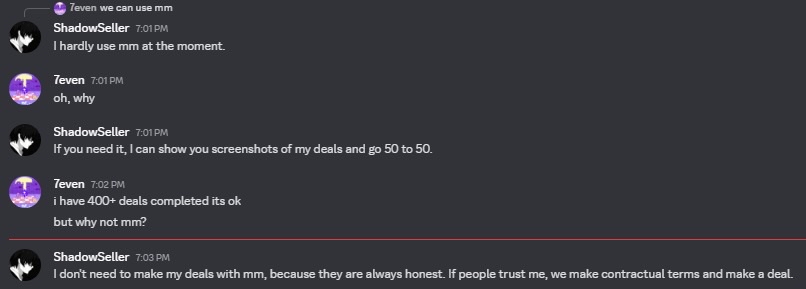 7even we can use mm
ShadowSeller 7:01 PM
I hardly use mm at the moment.
7even 7:01 PM
oh, why
ShadowSeller 7:01 PM
If you need it, I can show you screenshots of my deals and go 50 to 50.
7even 7:02 PM
i have 400+ deals completed its ok
but why not mm?
ShadowSeller 7:03 PM
I don't need to make my deals with mm, because they are always honest. If people trust me, we make contractual terms and make a deal.